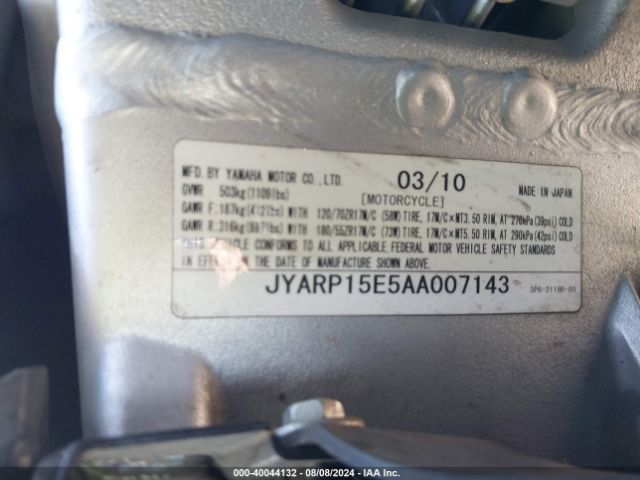 MFD. BY YAMAHA MOTOR CO., LTD. 03/10 MADE IN JAPAN
GVWR 503kg(1109lbs) [MOTORCYCLE]
GAWR F: 187kg(412lbs) WITH 120/70ZR17M/C (58W) TIRE, 17M/C×MT3.50 RIM, AT 270kPa(39psi) COLD
GAWR R: 316kg(697lbs) WITH 180/55ZR17M/C (73W) TIRE, 17M/C×MT5.50 RIM, AT 290kPa(42psi) COLD
THIS VEHICLE CONFORMS TO ALL APPLICABLE FEDERAL MOTOR VEHICLE SAFETY STANDARDS
IN EFFECT ON THE DATE OF MANUFACTURE SHOWN ABOVE.
JYARP15E5AA007143
000-40044132 - 08/08/2024 - IAA Inc.